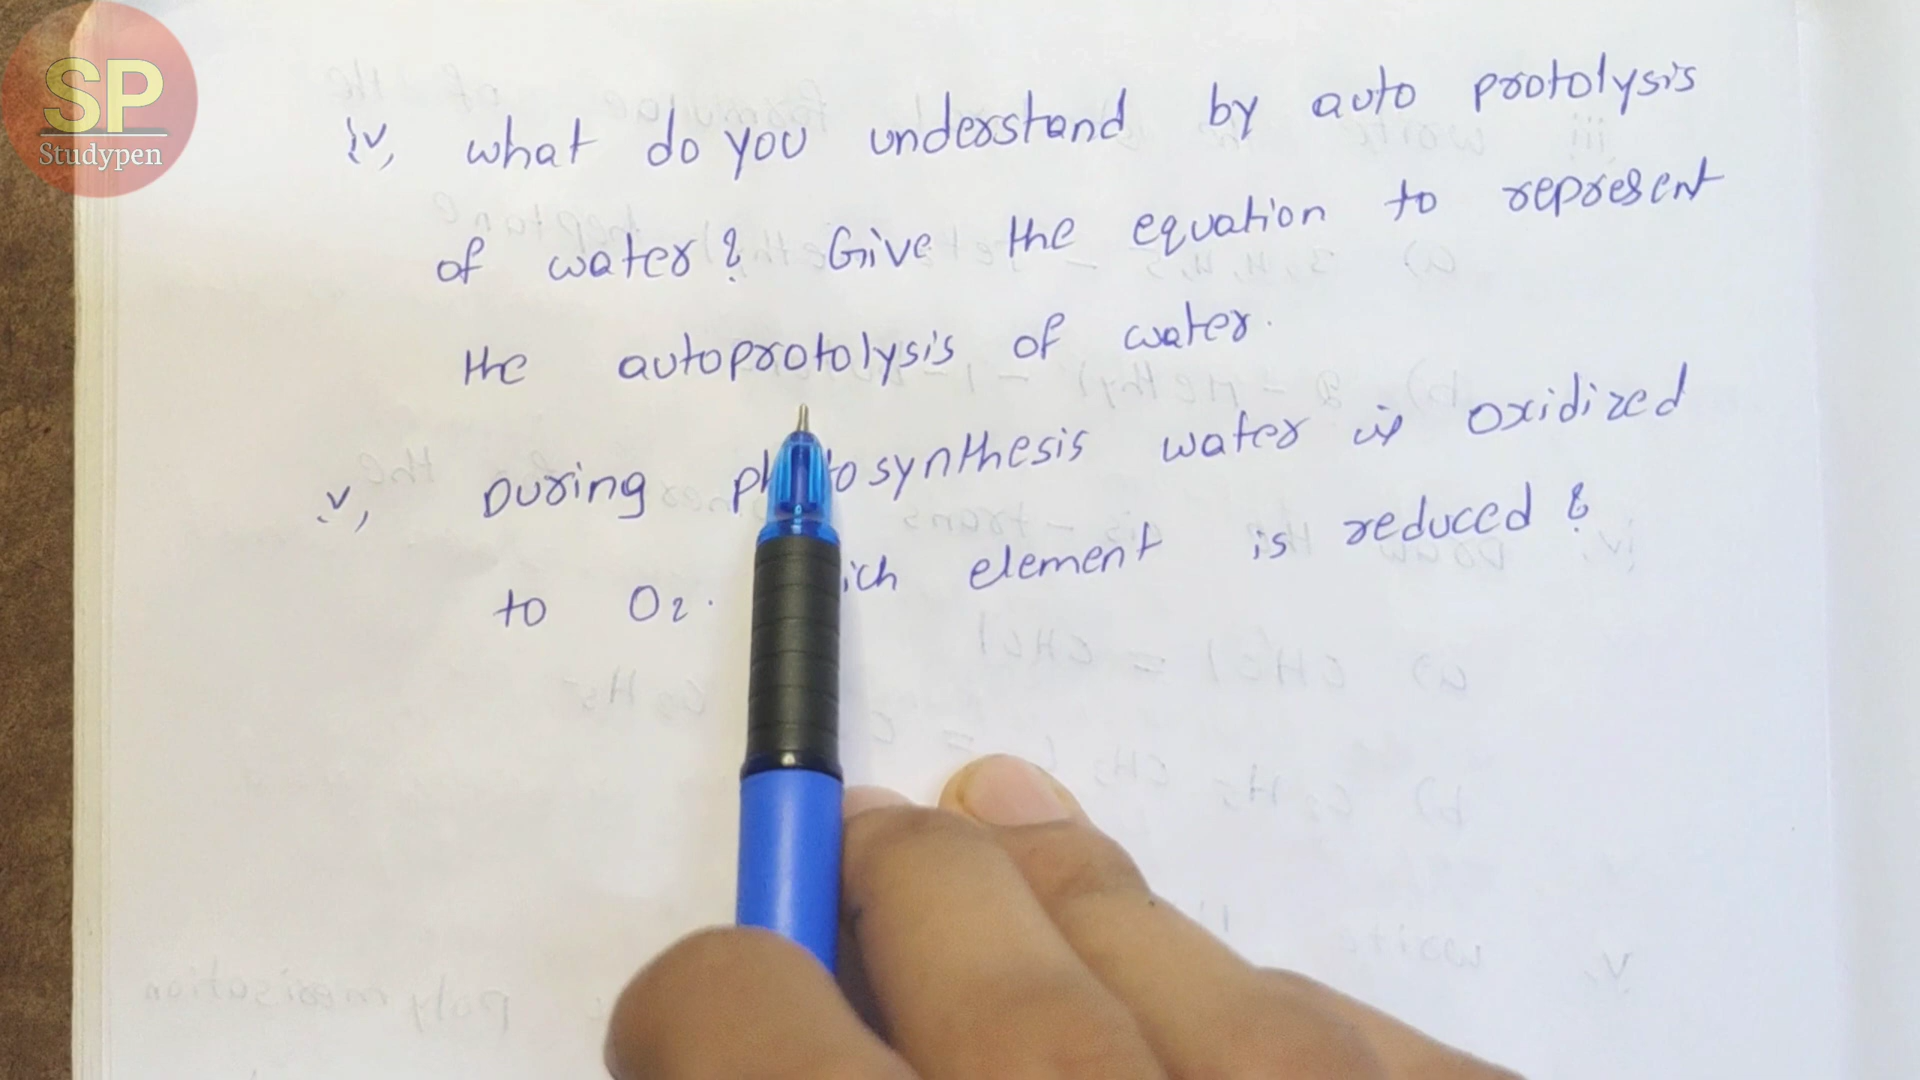 SP
Studypen
iv, what do you understand by auto protolysis
of water? Give the equation to represent
the autoprotolysis of water.
v, During photosynthesis water is oxidized
to O2. which element is reduced?